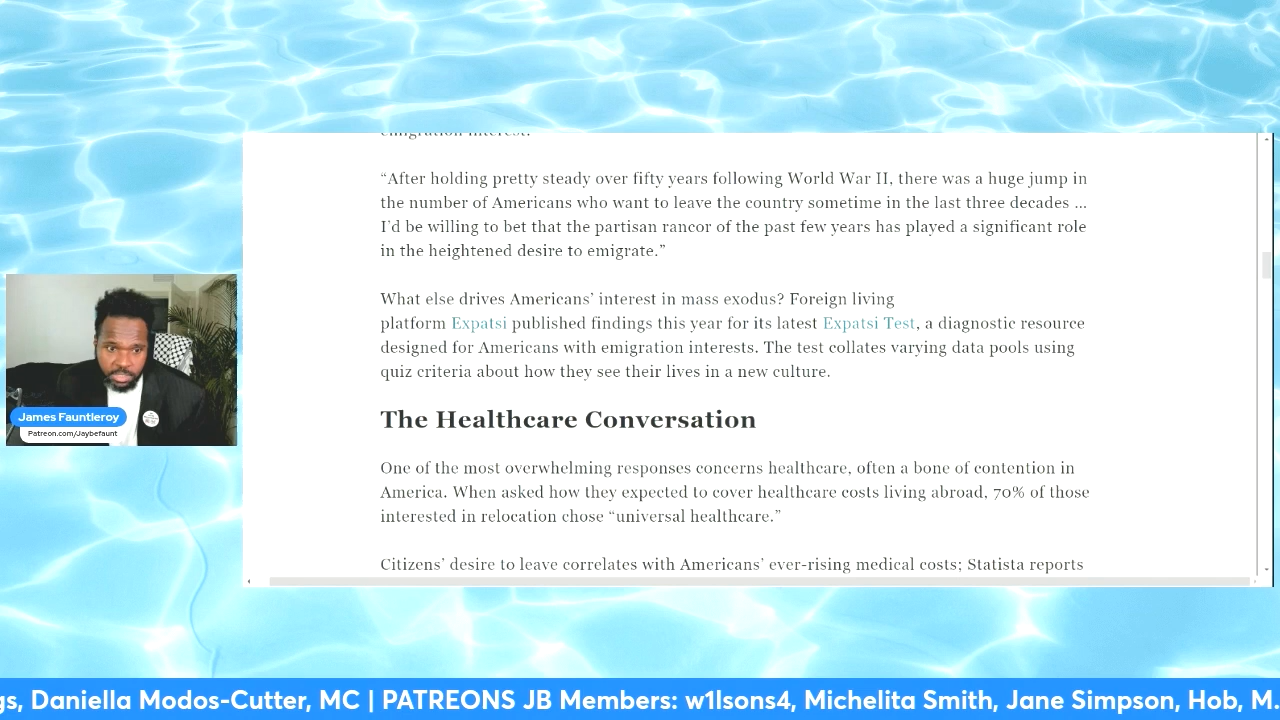 emigration interest.
“After holding pretty steady over fifty years following World War II, there was a huge jump in
the number of Americans who want to leave the country sometime in the last three decades ...
I’d be willing to bet that the partisan rancor of the past few years has played a significant role
in the heightened desire to emigrate.”
What else drives Americans’ interest in mass exodus? Foreign living
platform Expatsi published findings this year for its latest Expatsi Test, a diagnostic resource
designed for Americans with emigration interests. The test collates varying data pools using
quiz criteria about how they see their lives in a new culture.
The Healthcare Conversation
One of the most overwhelming responses concerns healthcare, often a bone of contention in
America. When asked how they expected to cover healthcare costs living abroad, 70% of those
interested in relocation chose “universal healthcare.”
Citizens’ desire to leave correlates with Americans’ ever-rising medical costs; Statista reports
James Fauntleroy
Patreon.com/Jaybefaunt
gs, Daniella Modos-Cutter, MC | PATREONS JB Members: w1lsons4, Michelita Smith, Jane Simpson, Hob, M.